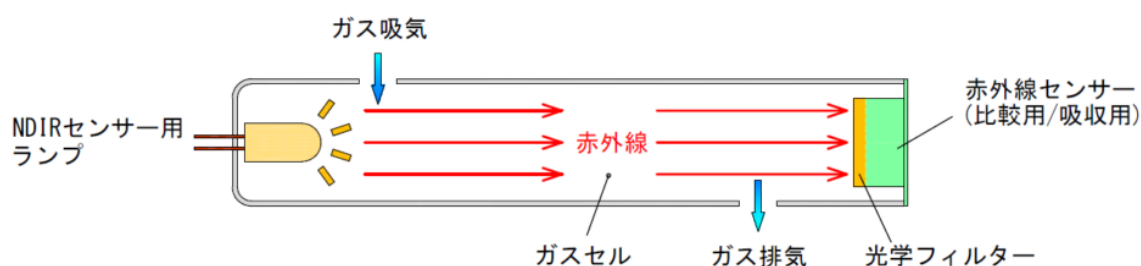 ガス吸気
NDIRセンサー用
ランプ
赤外線
赤外線センサー
(比較用/吸収用)
ガスセル
ガス排気
光学フィルター